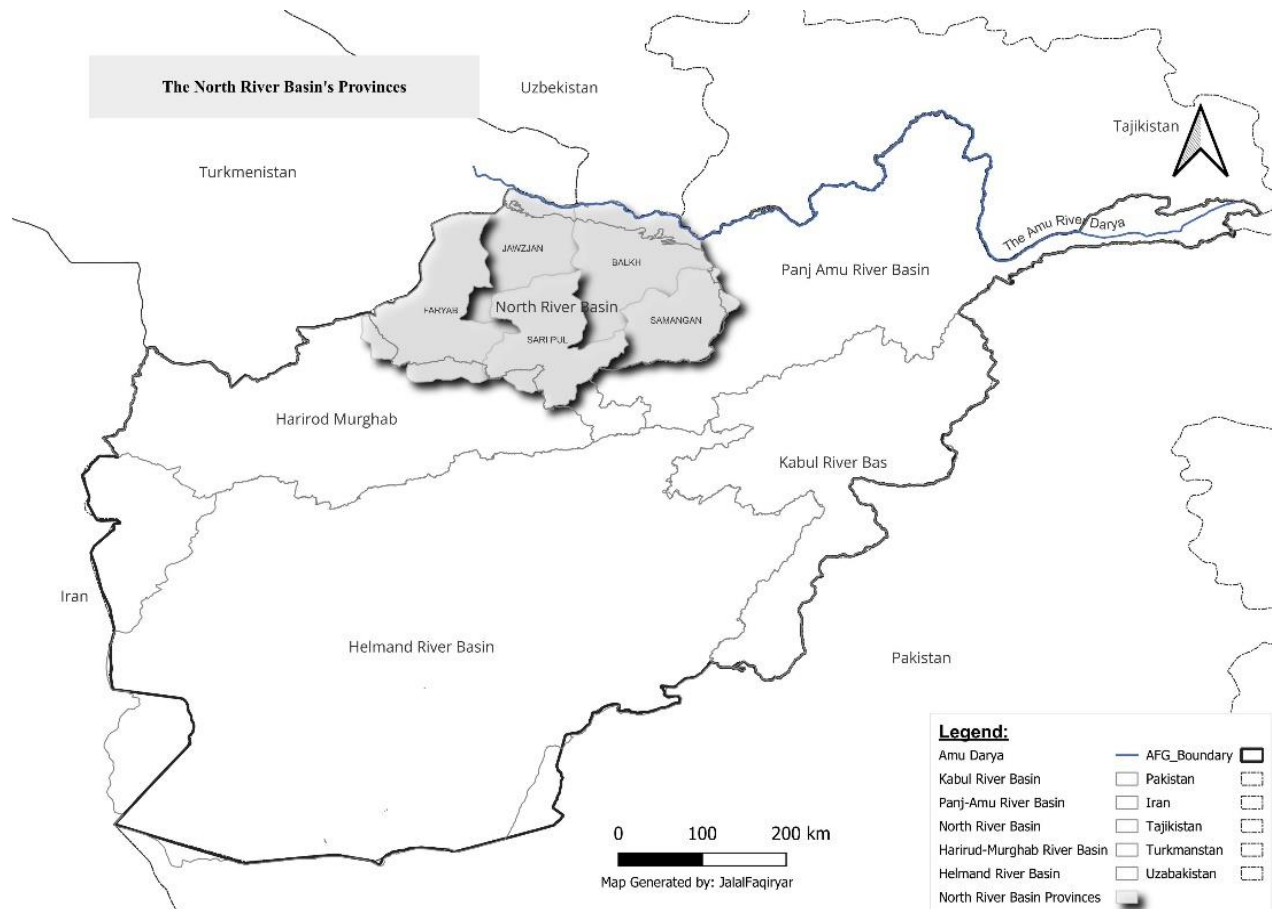 The North River Basin's Provinces
Uzbekistan
Tajikistan
Turkmenistan
The Amu River Darya
JAWZJAN
BALKH
Panj Amu River Basin
FARYAB
North River Basin
SAMANGAN
SARI PUL
Harirod Murghab
Kabul River Bas
Iran
Helmand River Basin
Pakistan
Legend:
Amu Darya AFG_Boundary
Kabul River Basin Pakistan
Panj-Amu River Basin Iran
North River Basin Tajikistan
Harirud-Murghab River Basin Turkmanstan
Helmand River Basin Uzabakistan
North River Basin Provinces
0 100 200 km
Map Generated by: JalalFaqiryar